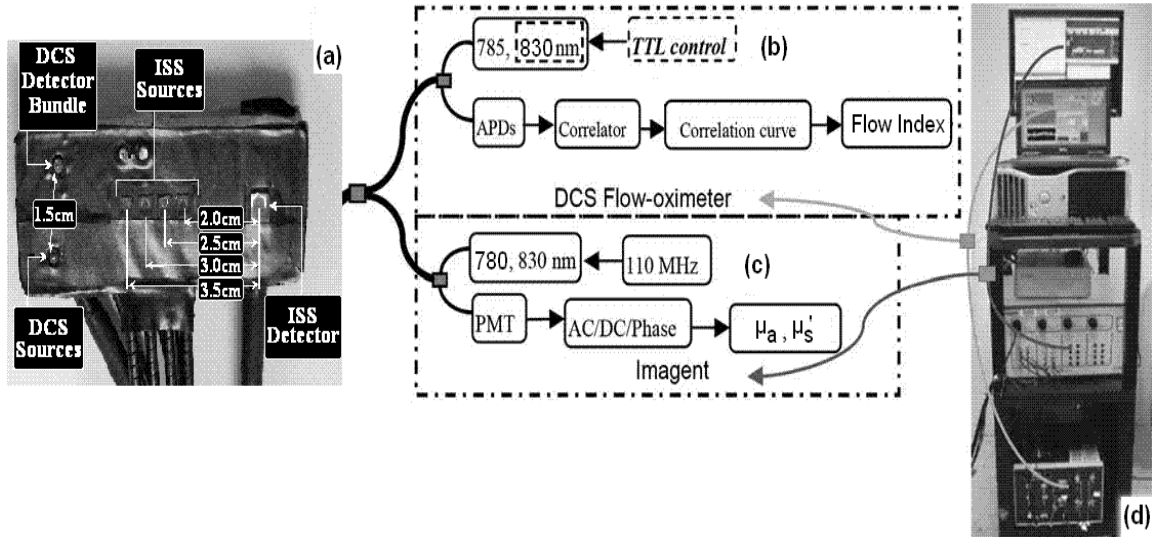 (a)
DCS
Detector
Bundle
ISS
Sources
1.5cm
2.0cm
2.5cm
3.0cm
3.5cm
DCS
Sources
ISS
Detector
(b)
785, 830 nm
TTL control
APDs
Correlator
Correlation curve
Flow Index
DCS Flow-oximeter
(c)
780, 830 nm
110 MHz
PMT
AC/DC/Phase
μa , μs'
Imagent
(d)